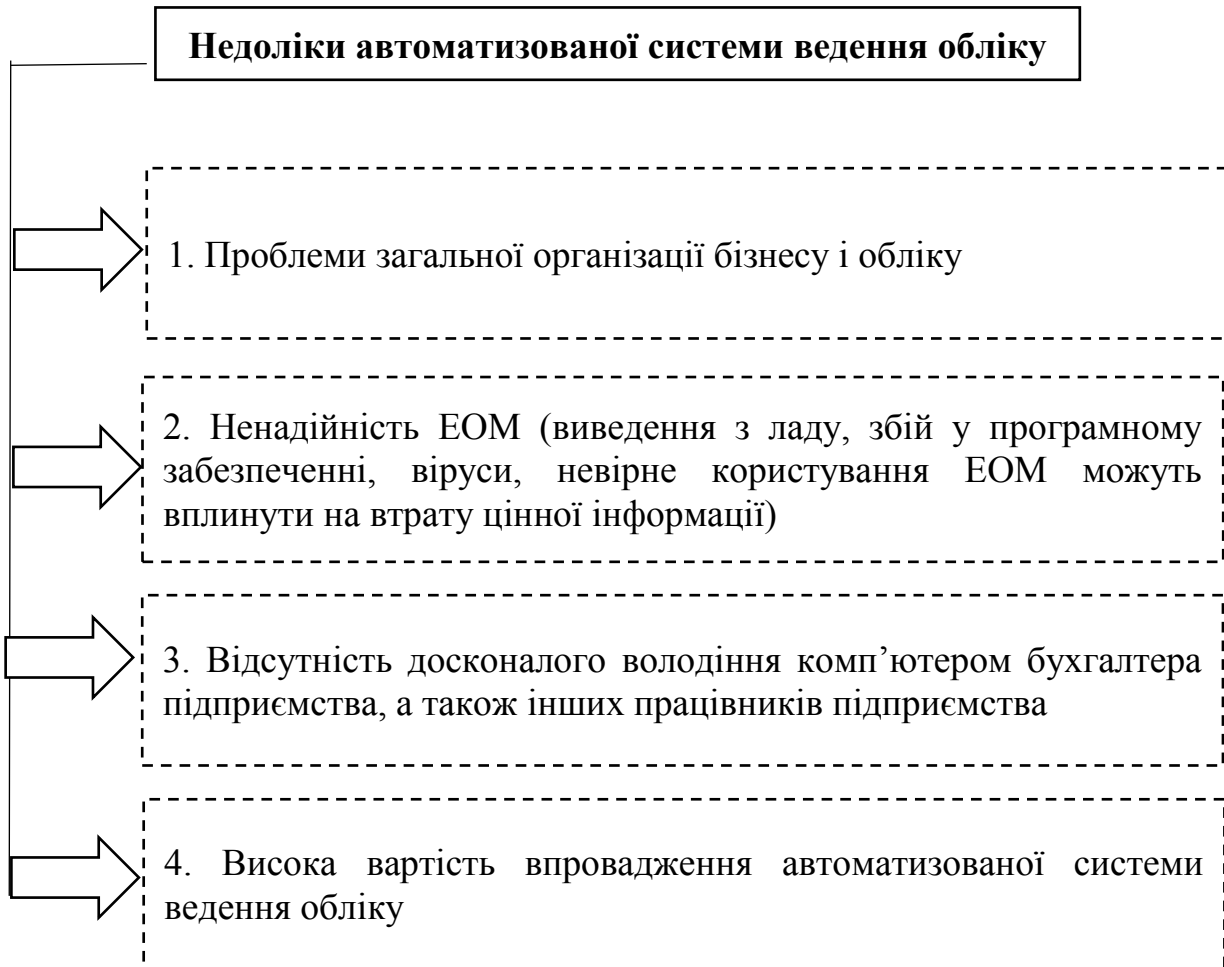 Недоліки автоматизованої системи ведення обліку
1. Проблеми загальної організації бізнесу і обліку
2. Ненадійність ЕОМ (виведення з ладу, збій у програмному
забезпеченні, віруси, невірне користування ЕОМ можуть
вплинути на втрату цінної інформації)
3. Відсутність досконалого володіння комп’ютером бухгалтера
підприємства, а також інших працівників підприємства
4. Висока вартість впровадження автоматизованої системи
ведення обліку